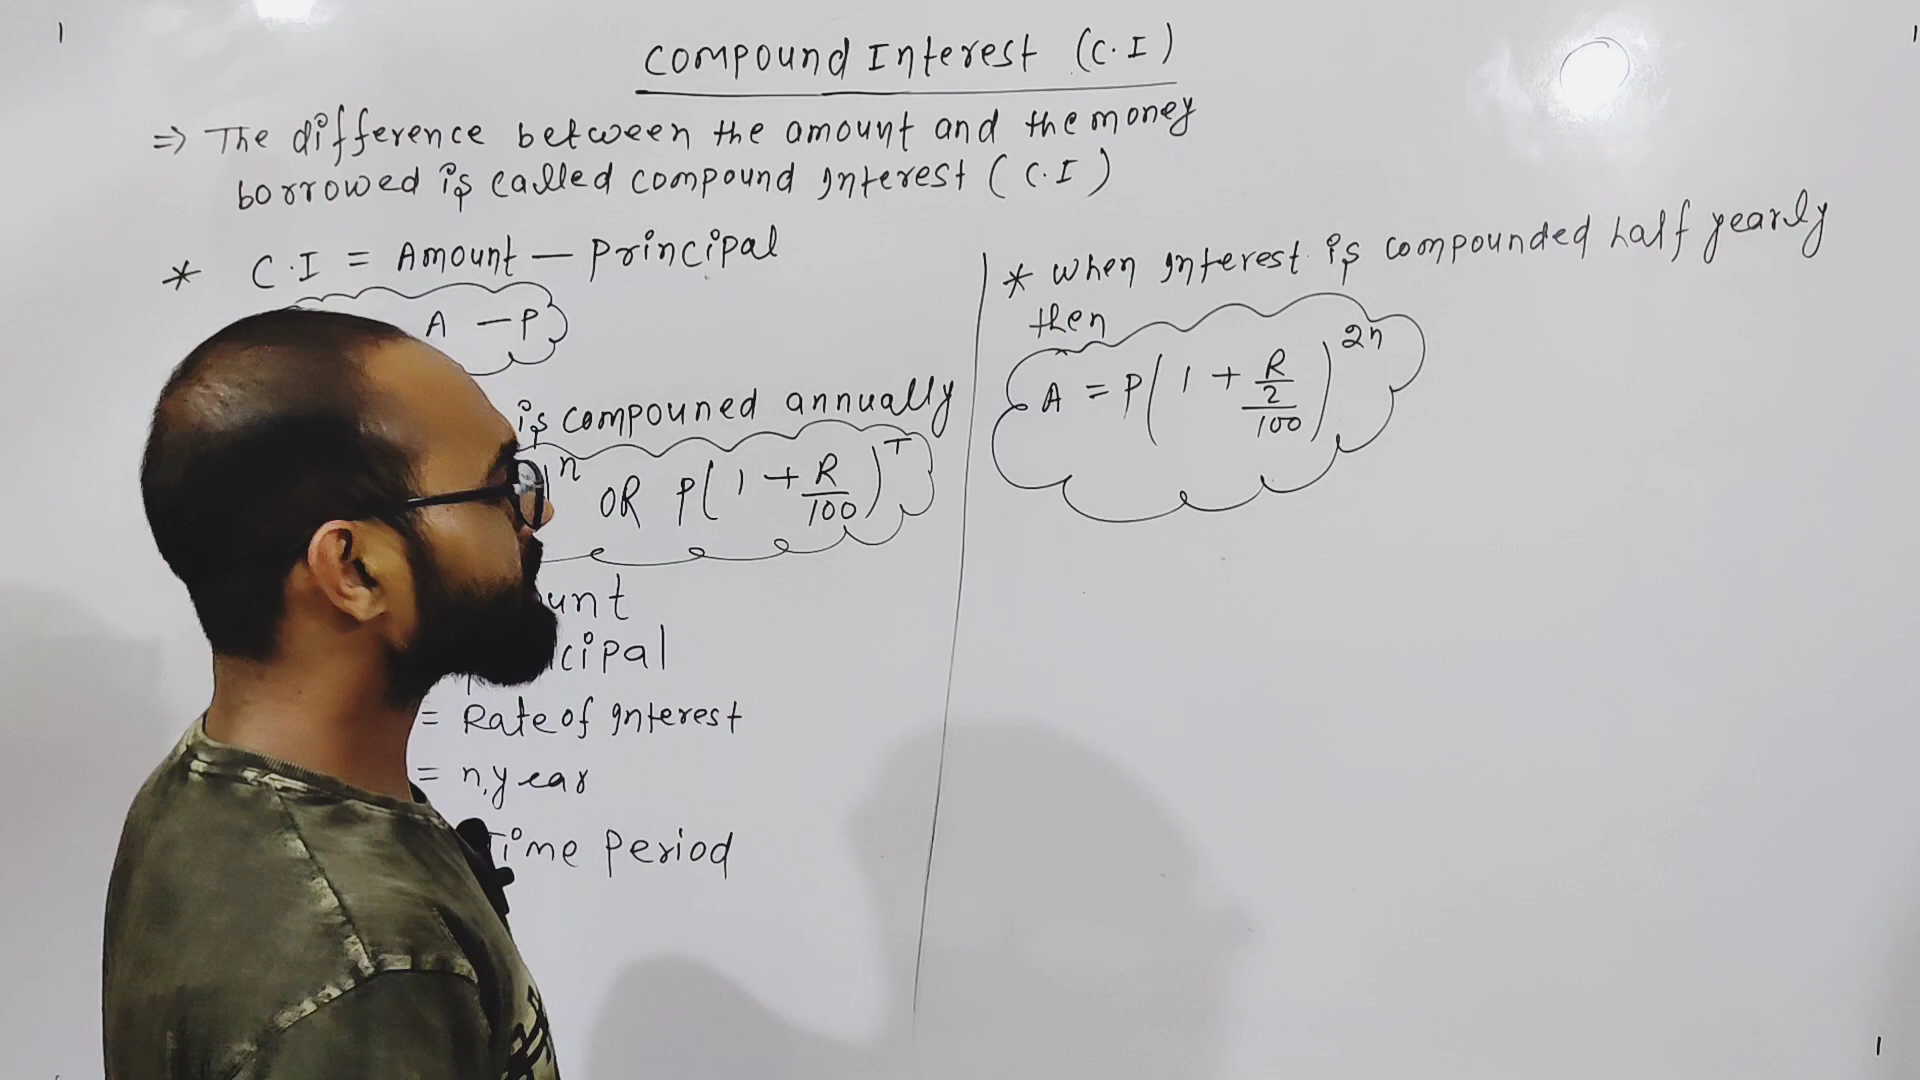 Compound Interest (C.I)
=> The difference between the amount and the money
borrowed is called compound Interest (C.I)
* C.I = Amount — Principal
A — P
is compouned annually
n OR P(1 + R/100)^T
unt
cipal
= Rate of Interest
= n, year
Time Period
* when Interest is compounded half yearly
then
A = P(1 + R/2/100)^2n